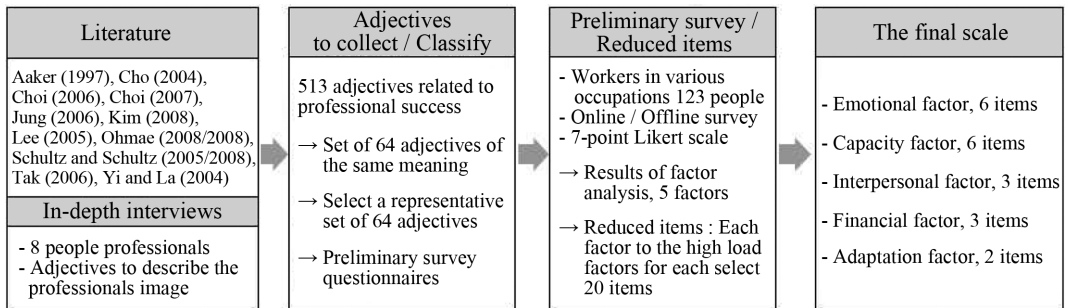 Literature
Aaker (1997), Cho (2004),
Choi (2006), Choi (2007),
Jung (2006), Kim (2008),
Lee (2005), Ohmae (2008/2008),
Schultz and Schultz (2005/2008),
Tak (2006), Yi and La (2004)
In-depth interviews
- 8 people professionals
- Adjectives to describe the
professionals image
Adjectives
to collect / Classify
513 adjectives related to
professional success
→ Set of 64 adjectives of
the same meaning
→ Select a representative
set of 64 adjectives
→ Preliminary survey
questionnaires
Preliminary survey /
Reduced items
- Workers in various
occupations 123 people
- Online / Offline survey
- 7-point Likert scale
→ Results of factor
analysis, 5 factors
→ Reduced items : Each
factor to the high load
factors for each select
20 items
The final scale
- Emotional factor, 6 items
- Capacity factor, 6 items
- Interpersonal factor, 3 items
- Financial factor, 3 items
- Adaptation factor, 2 items